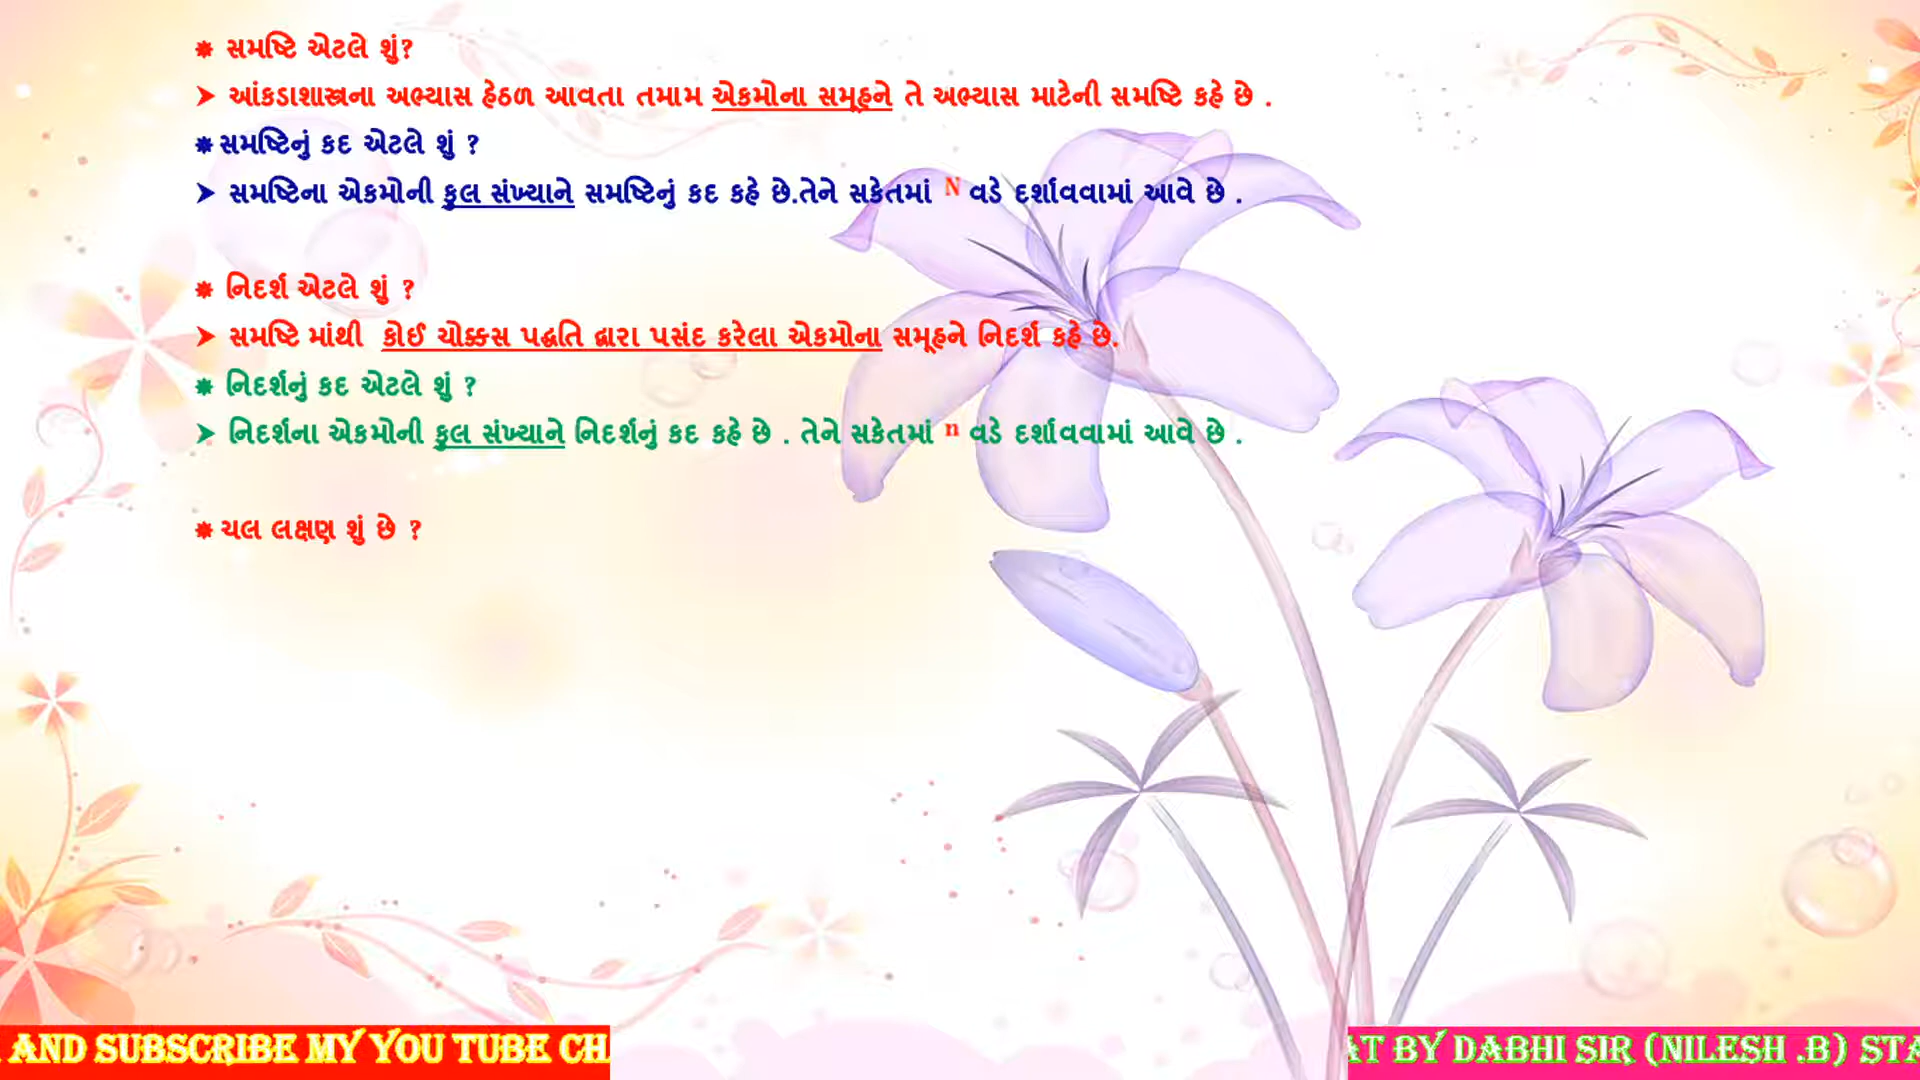 ✸ સમષ્ટિ એટલે શું?
➤ આંકડાશાસ્ત્રના અભ્યાસ હેઠળ આવતા તમામ એકમોના સમૂહને તે અભ્યાસ માટેની સમષ્ટિ કહે છે .
✸ સમષ્ટિનું કદ એટલે શું ?
➤ સમષ્ટિના એકમોની કુલ સંખ્યાને સમષ્ટિનું કદ કહે છે.તેને સકેતમાં N વડે દર્શાવવામાં આવે છે .
✸ નિદર્શ એટલે શું ?
➤ સમષ્ટિ માંથી કોઈ ચોક્કસ પદ્ધતિ દ્વારા પસંદ કરેલા એકમોના સમૂહને નિદર્શ કહે છે.
✸ નિદર્શનું કદ એટલે શું ?
➤ નિદર્શના એકમોની કુલ સંખ્યાને નિદર્શનું કદ કહે છે . તેને સકેતમાં n વડે દર્શાવવામાં આવે છે .
✸ ચલ લક્ષણ શું છે ?
AND SUBSCRIBE MY YOU TUBE CH
AT BY DABHI SIR (NILESH .B) STA